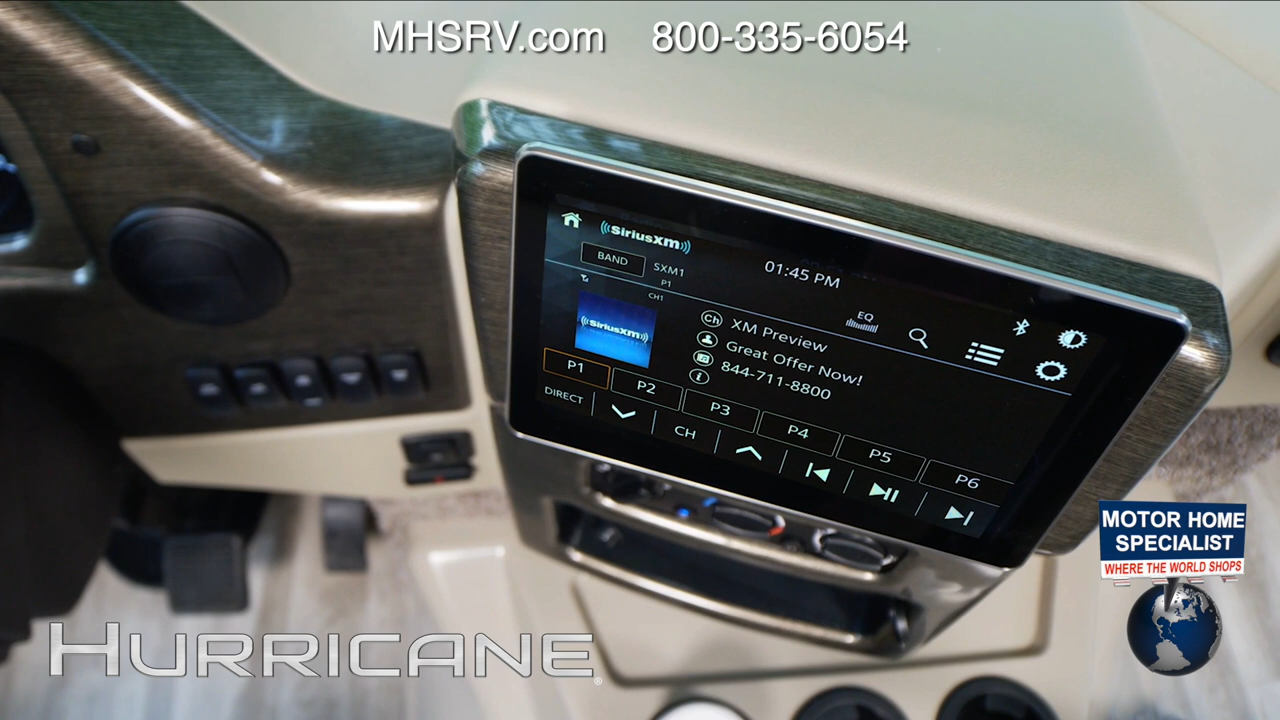 MHSRV.com 800-335-6054
((SiriusXM))
BAND SXM1
P1
CH1
01:45 PM
EQ
((SiriusXM))
Ch XM Preview
Great Offer Now!
844-711-8800
P1 P2 P3 P4 P5 P6
DIRECT CH
MOTOR HOME
SPECIALIST
WHERE THE WORLD SHOPS
HURRICANE®